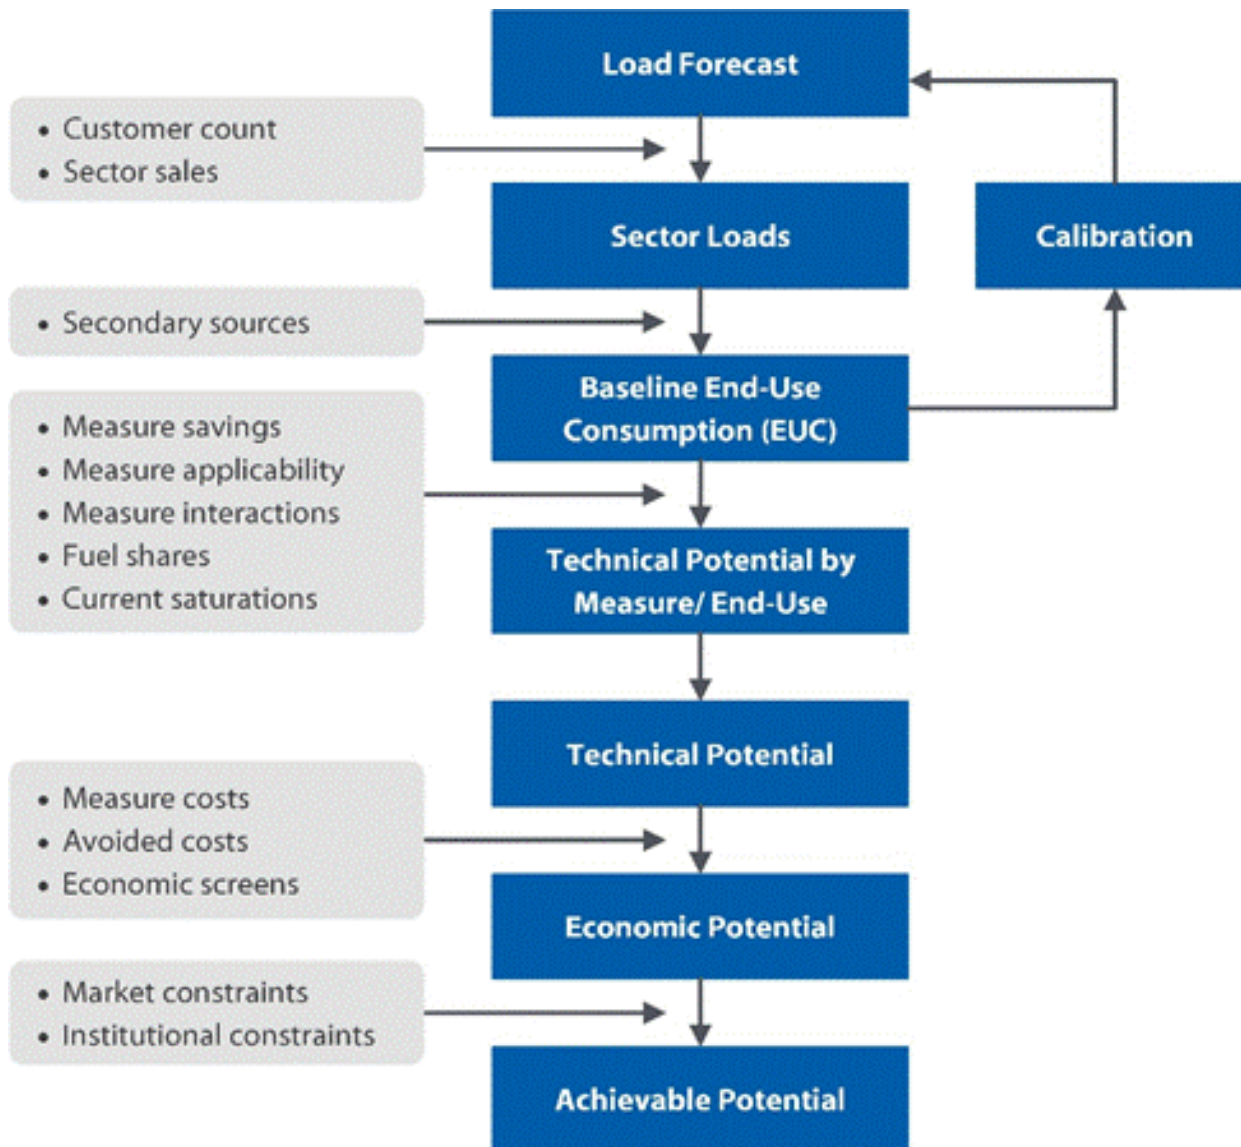 Load Forecast
• Customer count
• Sector sales
Sector Loads
Calibration
• Secondary sources
Baseline End-Use
Consumption (EUC)
• Measure savings
• Measure applicability
• Measure interactions
• Fuel shares
• Current saturations
Technical Potential by
Measure/ End-Use
Technical Potential
• Measure costs
• Avoided costs
• Economic screens
Economic Potential
• Market constraints
• Institutional constraints
Achievable Potential